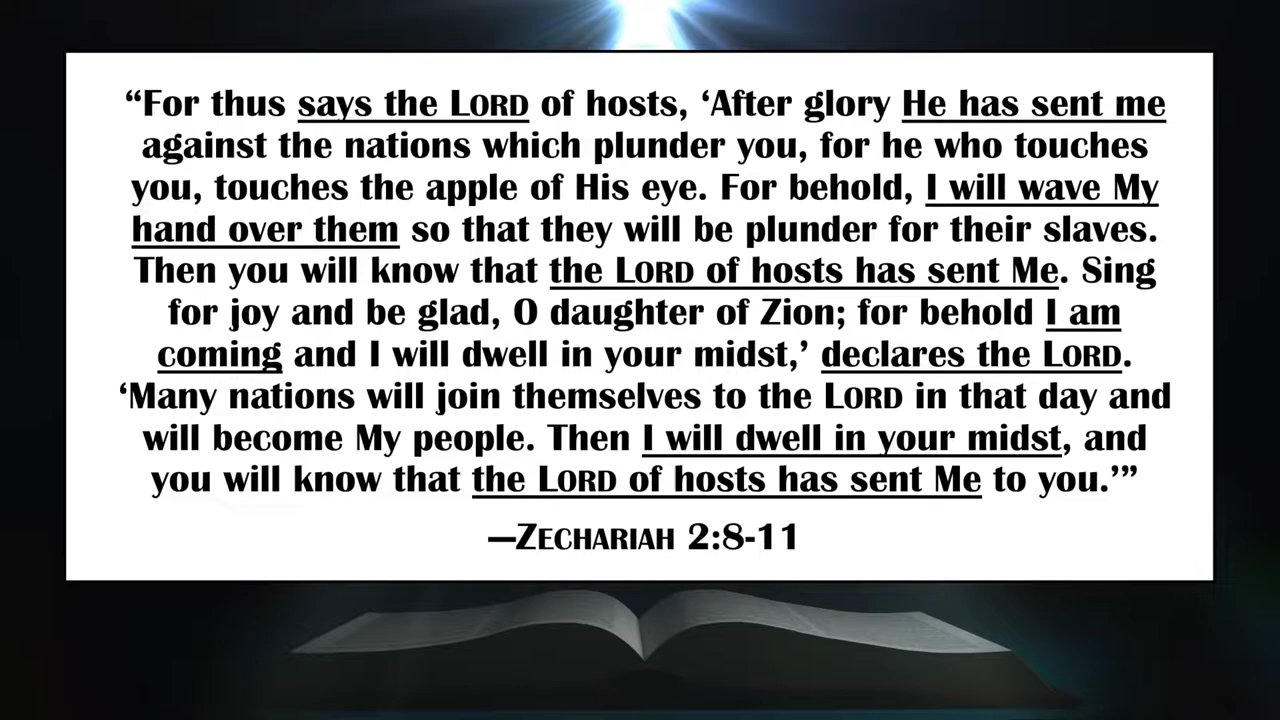 “For thus says the LORD of hosts, ‘After glory He has sent me
against the nations which plunder you, for he who touches
you, touches the apple of His eye. For behold, I will wave My
hand over them so that they will be plunder for their slaves.
Then you will know that the LORD of hosts has sent Me. Sing
for joy and be glad, O daughter of Zion; for behold I am
coming and I will dwell in your midst,’ declares the LORD.
‘Many nations will join themselves to the LORD in that day and
will become My people. Then I will dwell in your midst, and
you will know that the LORD of hosts has sent Me to you.’”
—ZECHARIAH 2:8-11